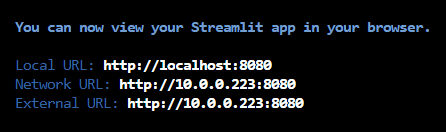 You can now view your Streamlit app in your browser.
Local URL: http://localhost:8080
Network URL: http://10.0.0.223:8080
External URL: http://10.0.0.223:8080